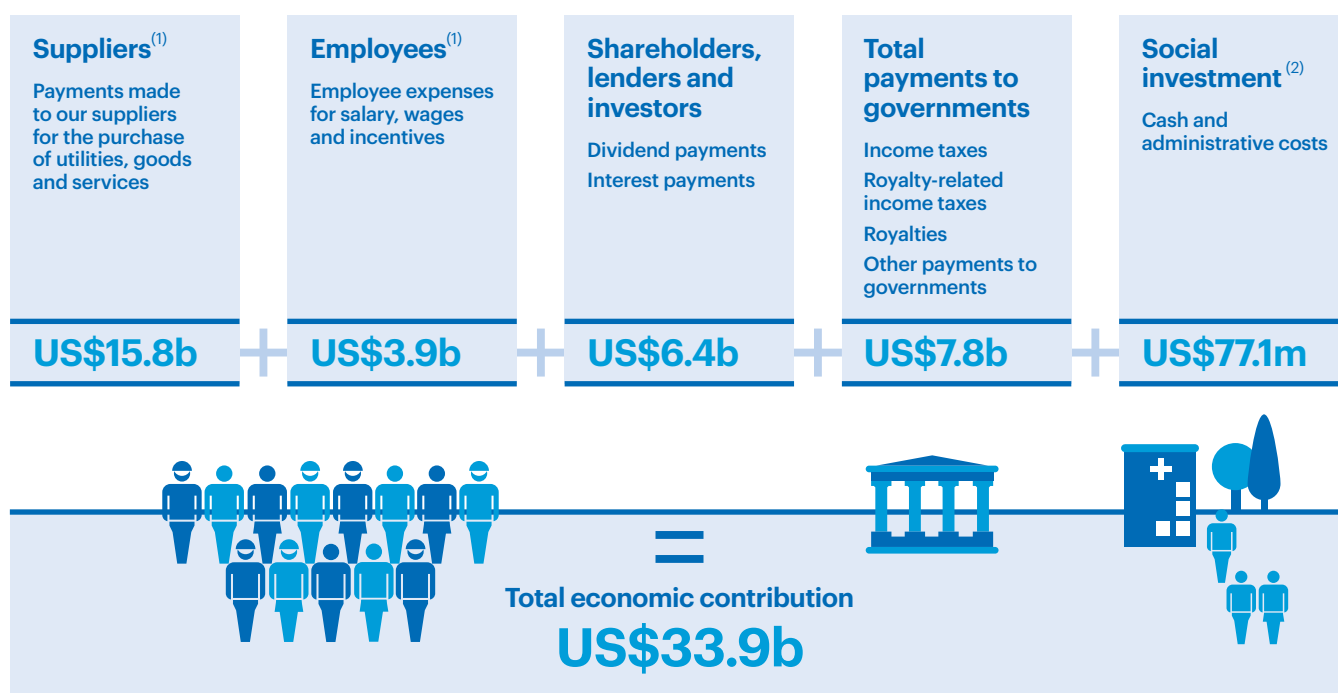 Suppliers(1)
Payments made
to our suppliers
for the purchase
of utilities, goods
and services
US$15.8b
+
Employees(1)
Employee expenses
for salary, wages
and incentives
US$3.9b
+
Shareholders,
lenders and
investors
Dividend payments
Interest payments
US$6.4b
+
Total
payments to
governments
Income taxes
Royalty-related
income taxes
Royalties
Other payments to
governments
US$7.8b
+
Social
investment (2)
Cash and
administrative costs
US$77.1m
=
Total economic contribution
US$33.9b